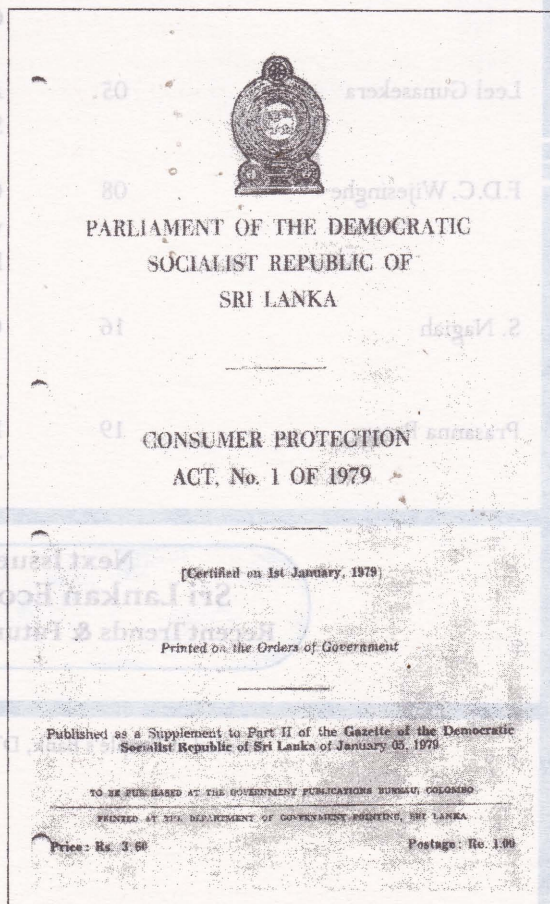 PARLIAMENT OF THE DEMOCRATIC
SOCIALIST REPUBLIC OF
SRI LANKA
CONSUMER PROTECTION
ACT, No. 1 OF 1979
[Certified on 1st January, 1979]
Printed on the Orders of Government
Published as a Supplement to Part II of the Gazette of the Democratic
Socialist Republic of Sri Lanka of January 05, 1979
TO BE PURCHASED AT THE GOVERNMENT PUBLICATIONS BUREAU, COLOMBO
PRINTED AT THE DEPARTMENT OF GOVERNMENT PRINTING, SRI LANKA
Price: Rs. 3.60
Postage: Re. 1.00
Leel Gunasekera 05.
F.D.C. Wijesinghe 08
S. Nagiah 16
Prasanna 19
Next Issue
Sri Lankan Eco
Recent Trends & Futu